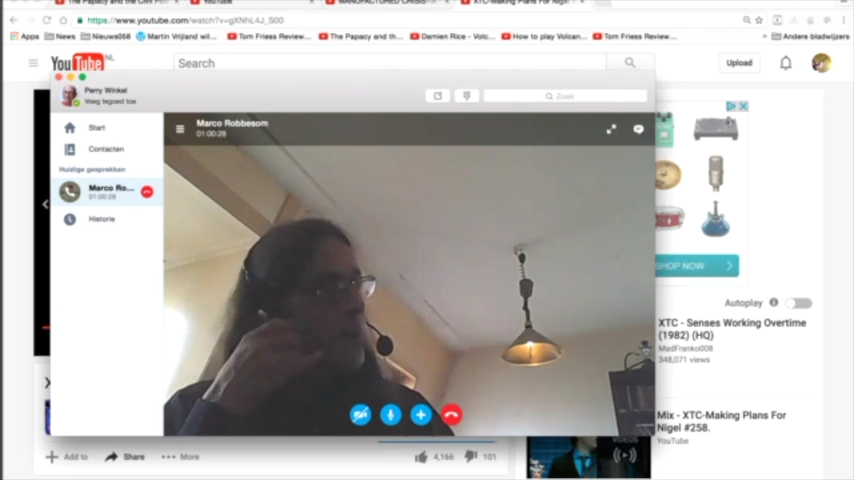 The Papacy and the Civil Power
YouTube
MANUFACTURED CRISIS
XTC-Making Plans For Nigel
https://www.youtube.com/watch?v=gXNhL4J_S00
Apps
News
Nieuws058
Martin Vrijland wil...
Tom Friess Review...
The Papacy and th...
Damien Rice - Volc...
How to play Volcan...
Tom Friess Review...
Andere bladwijzers
YouTube NL
Search
Upload
Perry Winkel
Voeg tegoed toe
Zoek
Start
Contacten
Huidige gesprekken
Marco Ro...
01:00:28
Historie
Marco Robbesom
01:00:28
SHOP NOW
Autoplay
XTC - Senses Working Overtime
(1982) (HQ)
MadFranko008
348,071 views
Mix - XTC-Making Plans For
Nigel #258.
YouTube
VIDEOS
Add to
Share
More
4,166
101